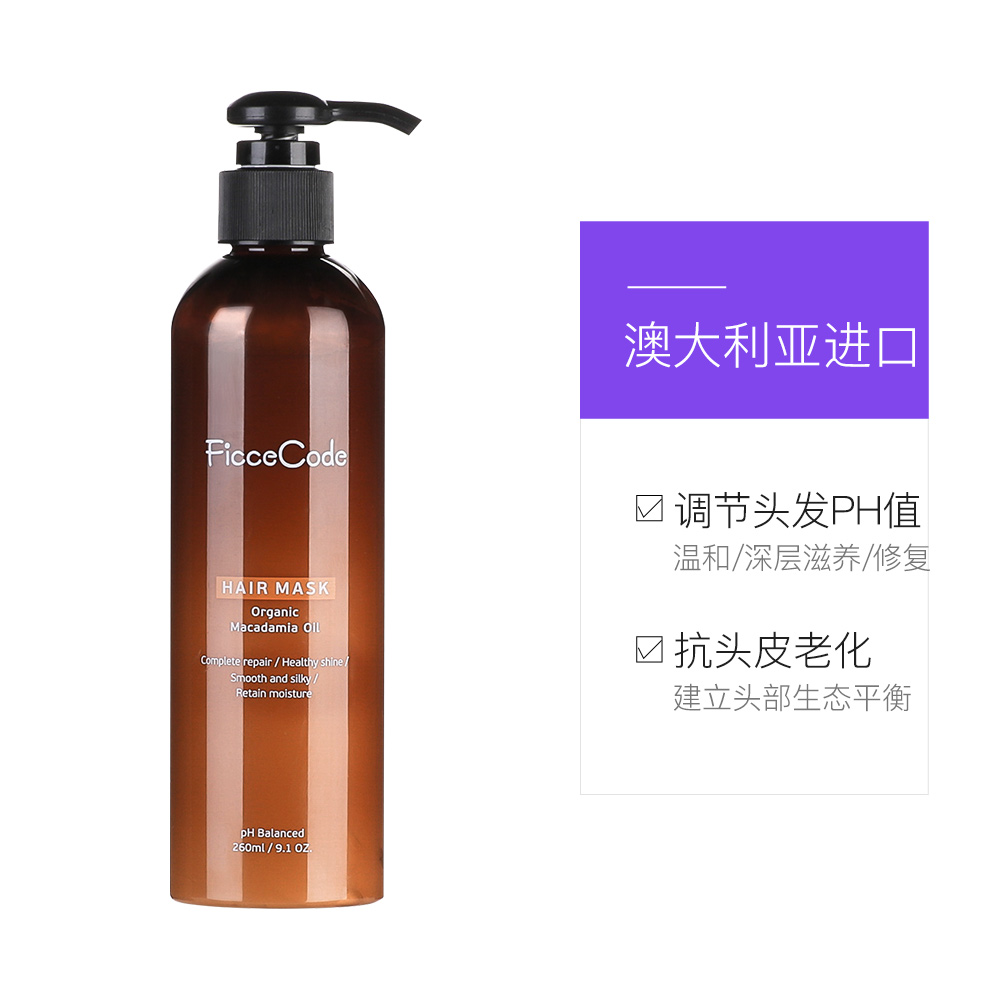 FicceCode
HAIR MASK
Organic
Macadamia Oil
Complete repair / Healthy shine /
Smooth and silky /
Retain moisture
pH Balanced
260ml / 9.1 OZ.
澳大利亚进口
调节头发PH值
温和/深层滋养/修复
抗头皮老化
建立头部生态平衡